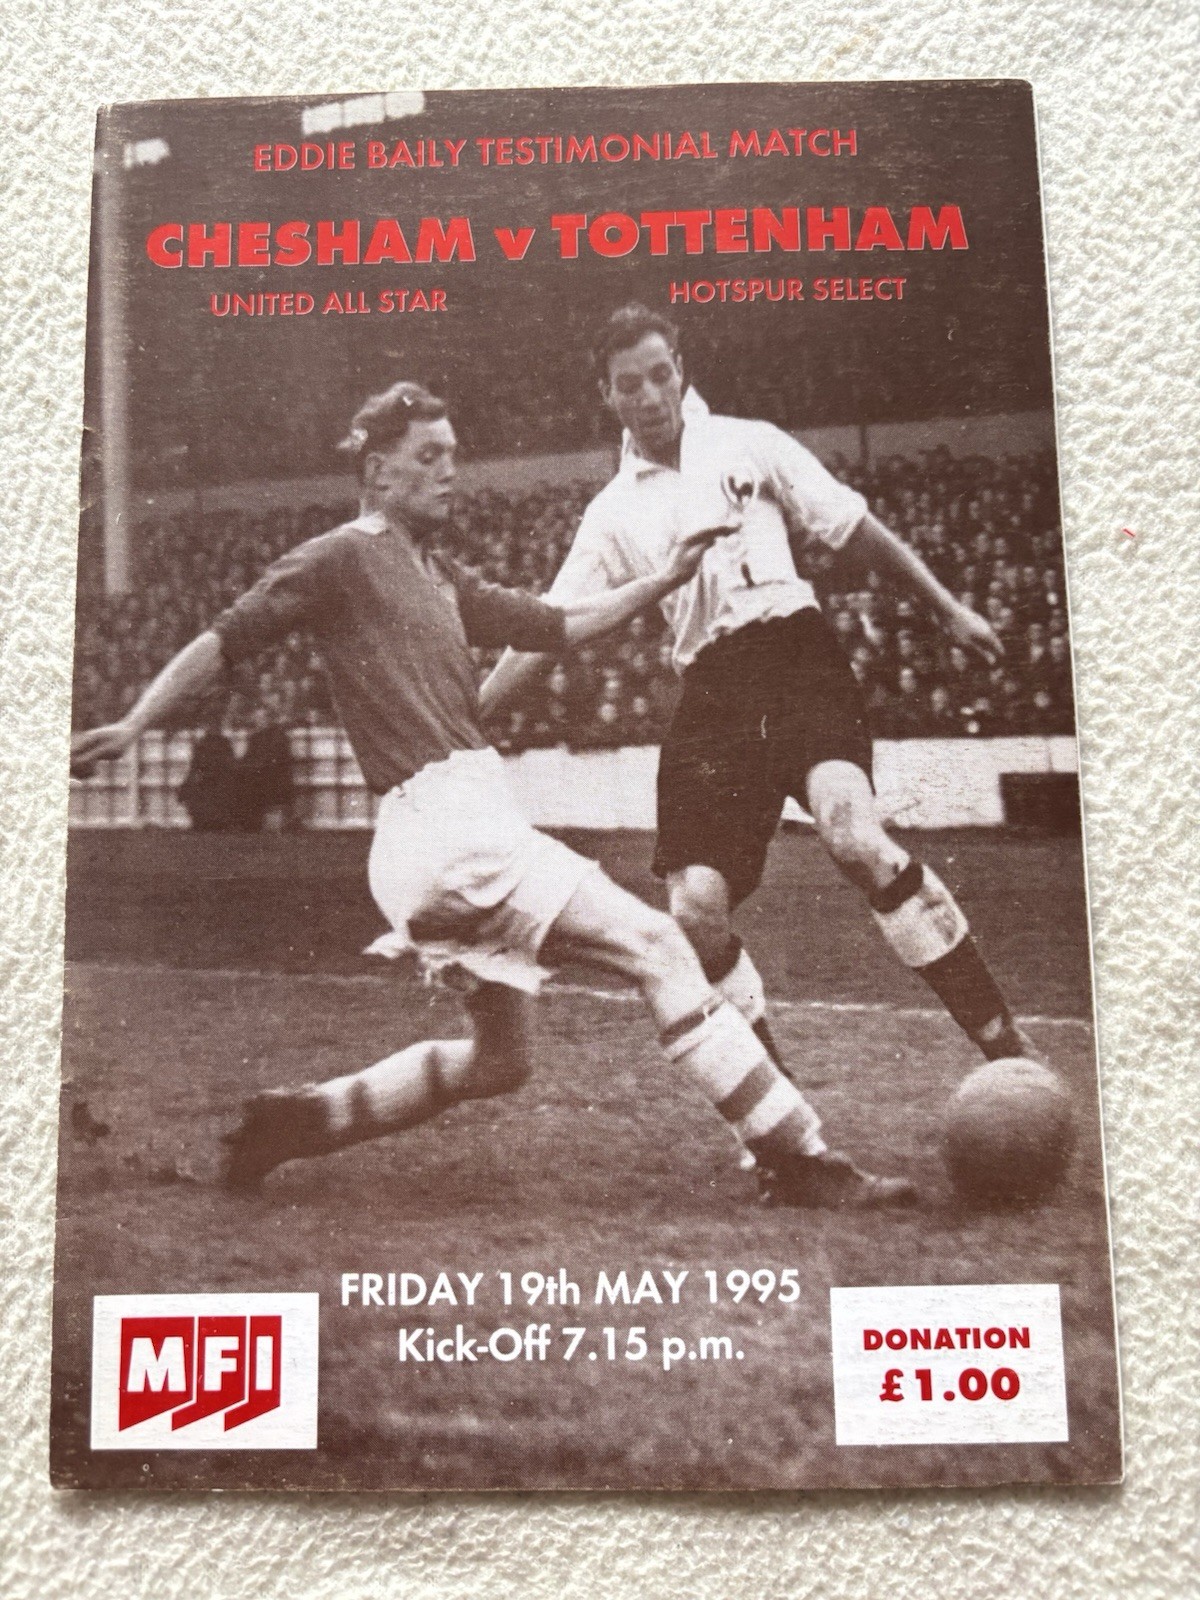 EDDIE BAILY TESTIMONIAL MATCH
CHESHAM v TOTTENHAM
UNITED ALL STAR HOTSPUR SELECT
FRIDAY 19th MAY 1995
Kick-Off 7.15 p.m.
MFI
DONATION
£1.00